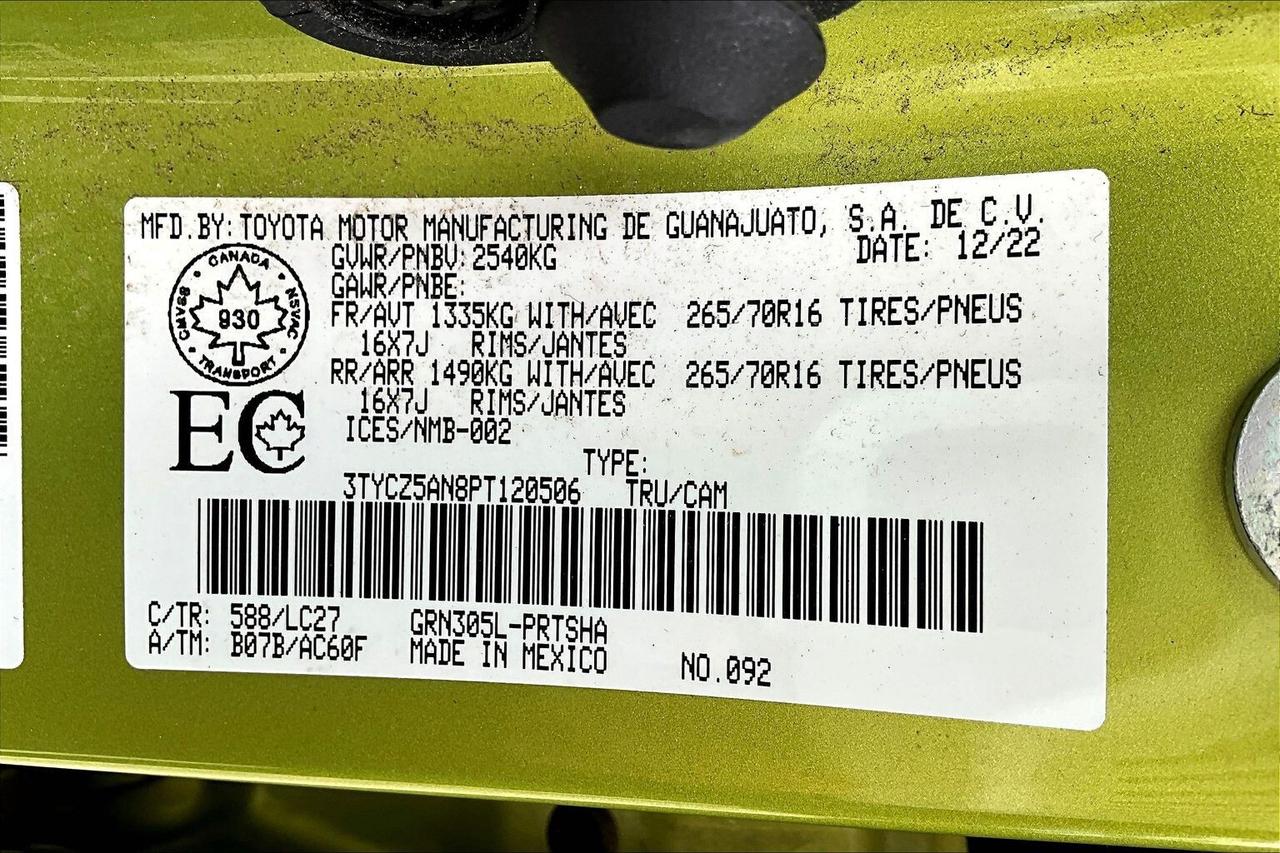 MFD.BY: TOYOTA MOTOR MANUFACTURING DE GUANAJUATO, S.A. DE C.V.
GVWR/PNBV: 2540KG DATE: 12/22
GAWR/PNBE:
FR/AVT 1335KG WITH/AVEC 265/70R16 TIRES/PNEUS
16X7J RIMS/JANTES
RR/ARR 1490KG WITH/AVEC 265/70R16 TIRES/PNEUS
16X7J RIMS/JANTES
ICES/NMB-002
CANADA
CMVSS 930 NSVAC
TRANSPORT
EC
TYPE:
3TYCZ5AN8PT120506 TRU/CAM
C/TR: 588/LC27 GRN305L-PRTSHA
A/TM: B07B/AC60F MADE IN MEXICO NO.092